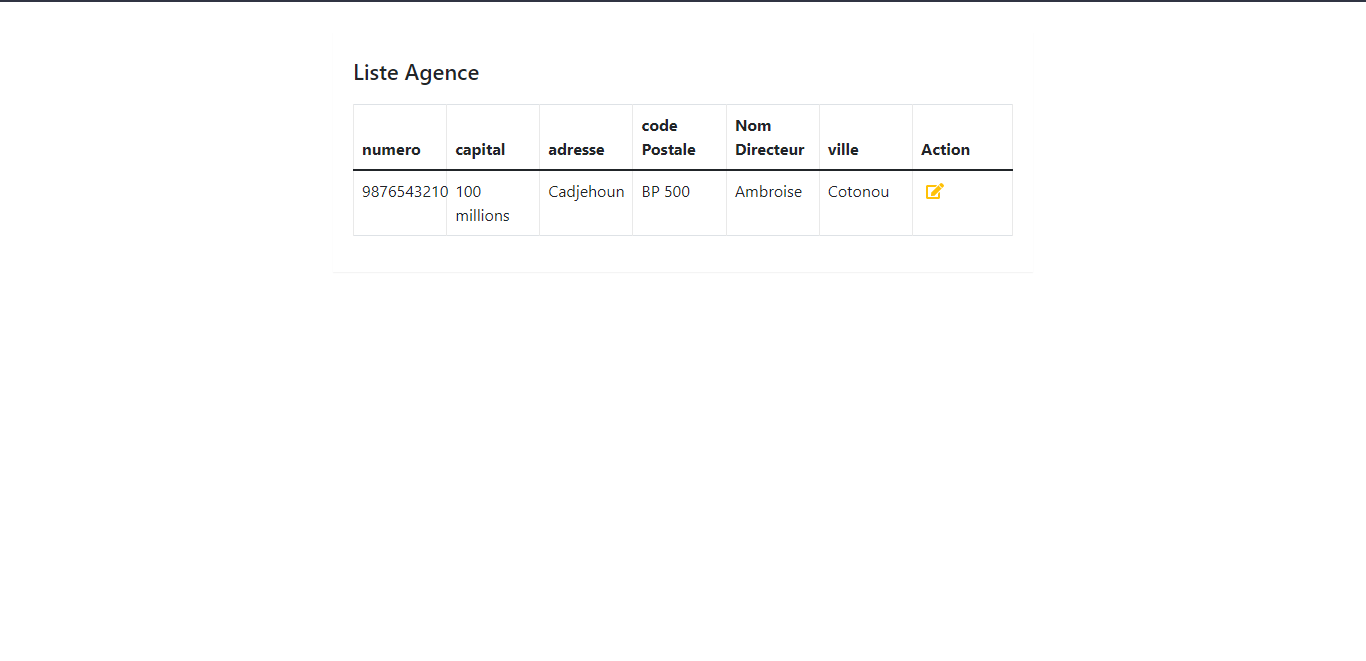 Liste Agence
numero capital adresse code Postale Nom Directeur ville Action
9876543210 100 millions Cadjehoun BP 500 Ambroise Cotonou